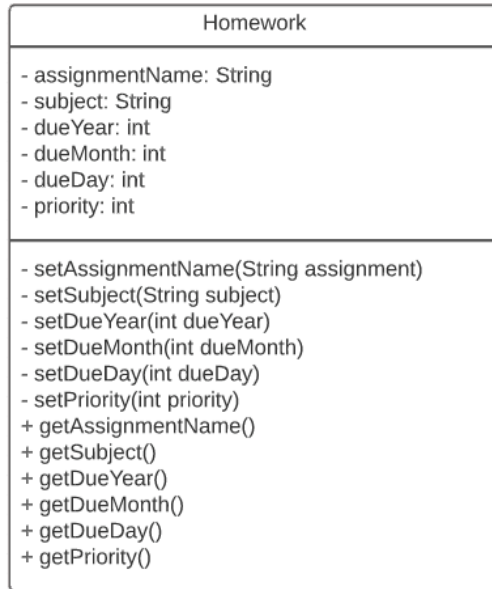 Homework
- assignmentName: String
- subject: String
- dueYear: int
- dueMonth: int
- dueDay: int
- priority: int
- setAssignmentName(String assignment)
- setSubject(String subject)
- setDueYear(int dueYear)
- setDueMonth(int dueMonth)
- setDueDay(int dueDay)
- setPriority(int priority)
+ getAssignmentName()
+ getSubject()
+ getDueYear()
+ getDueMonth()
+ getDueDay()
+ getPriority()